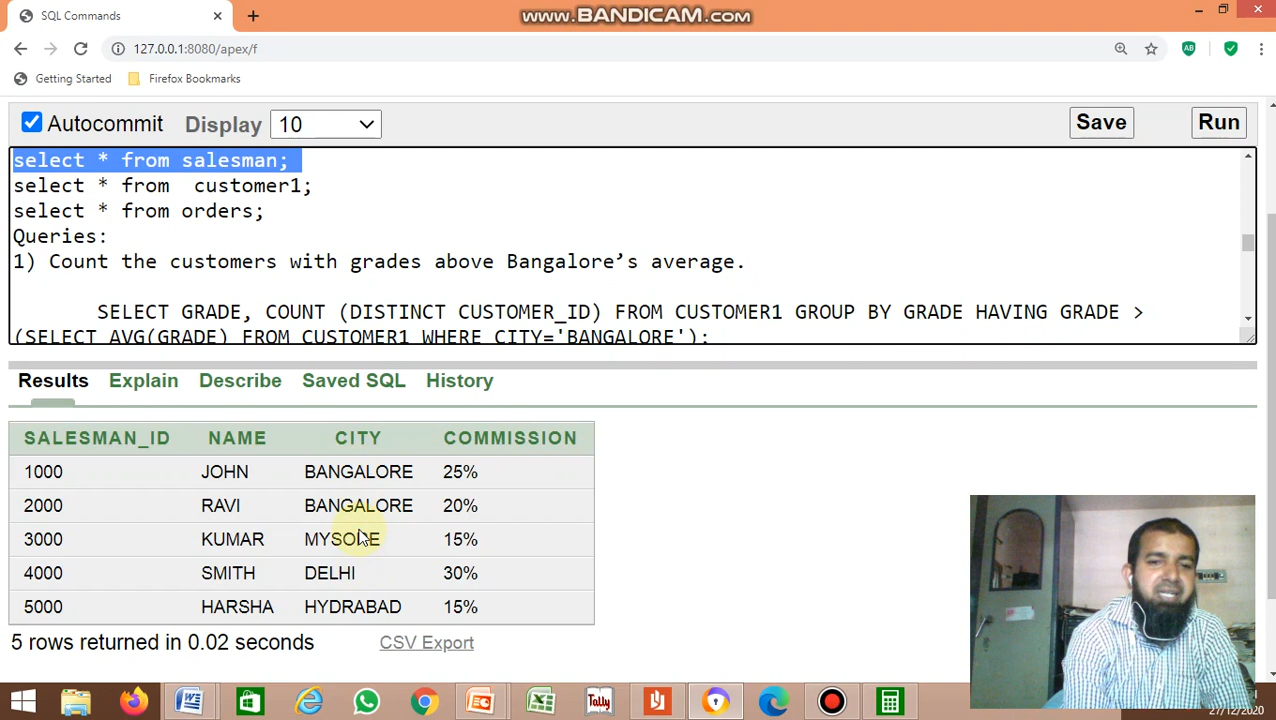 SQL Commands
www.BANDICAM.com
127.0.0.1:8080/apex/f
Getting Started
Firefox Bookmarks
Autocommit
Display
10
Save
Run
select * from salesman;
select * from  customer1;
select * from orders;
Queries:
1) Count the customers with grades above Bangalore’s average.
SELECT GRADE, COUNT (DISTINCT CUSTOMER_ID) FROM CUSTOMER1 GROUP BY GRADE HAVING GRADE >
(SELECT AVG(GRADE) FROM CUSTOMER1 WHERE CITY='BANGALORE');
Results Explain Describe Saved SQL History
SALESMAN_ID NAME CITY COMMISSION
1000 JOHN BANGALORE 25%
2000 RAVI BANGALORE 20%
3000 KUMAR MYSORE 15%
4000 SMITH DELHI 30%
5000 HARSHA HYDRABAD 15%
5 rows returned in 0.02 seconds
CSV Export
Tally
27/12/2020